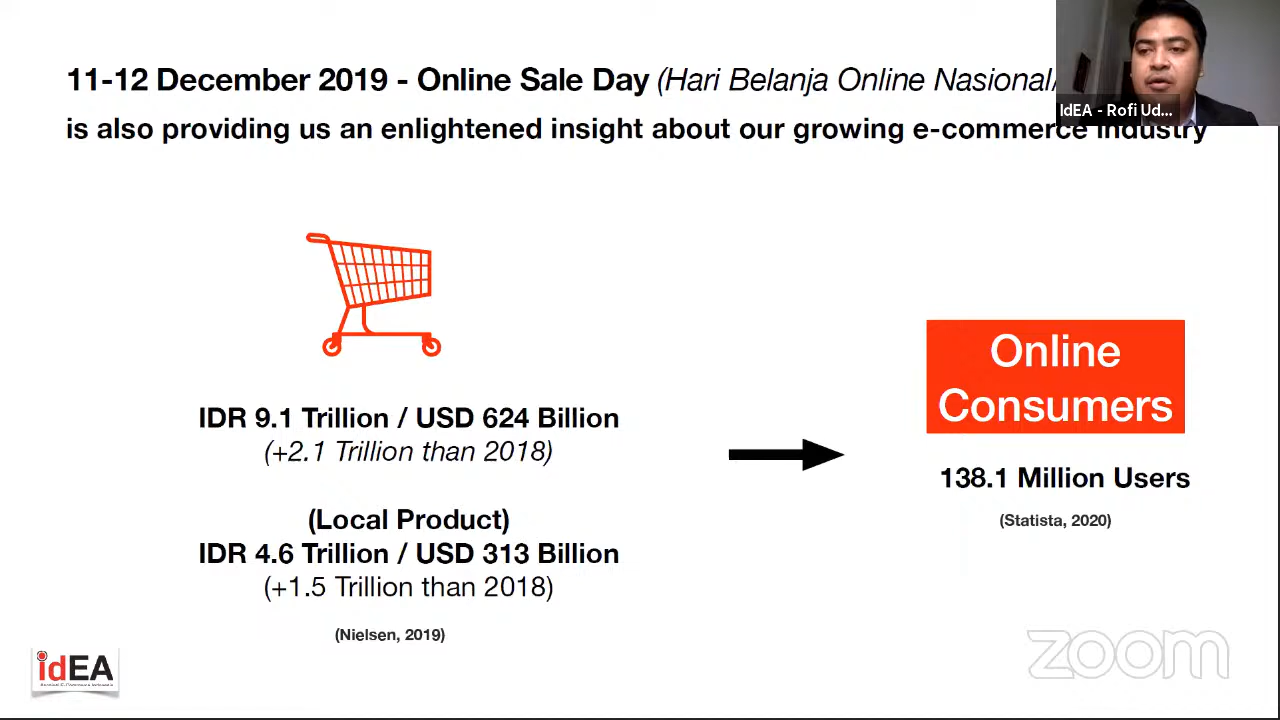 11-12 December 2019 - Online Sale Day (Hari Belanja Online Nasional/
is also providing us an enlightened insight about our growing e-commerce industry
IdEA - Rofi Ud...
IDR 9.1 Trillion / USD 624 Billion
(+2.1 Trillion than 2018)
(Local Product)
IDR 4.6 Trillion / USD 313 Billion
(+1.5 Trillion than 2018)
(Nielsen, 2019)
Online
Consumers
138.1 Million Users
(Statista, 2020)
idEA
zoom